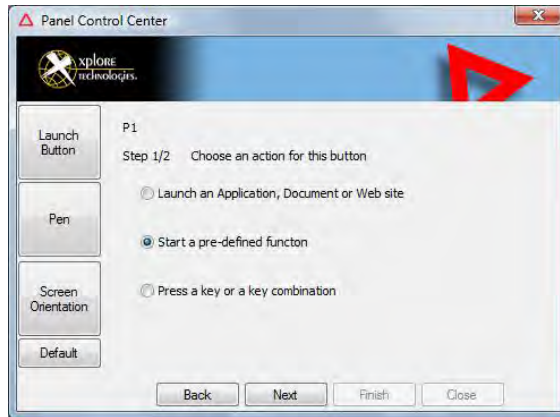 Panel Control Center
xplore
technologies.
Launch
Button
Pen
Screen
Orientation
Default
P1
Step 1/2 Choose an action for this button
Launch an Application, Document or Web site
Start a pre-defined functon
Press a key or a key combination
Back Next Finish Close